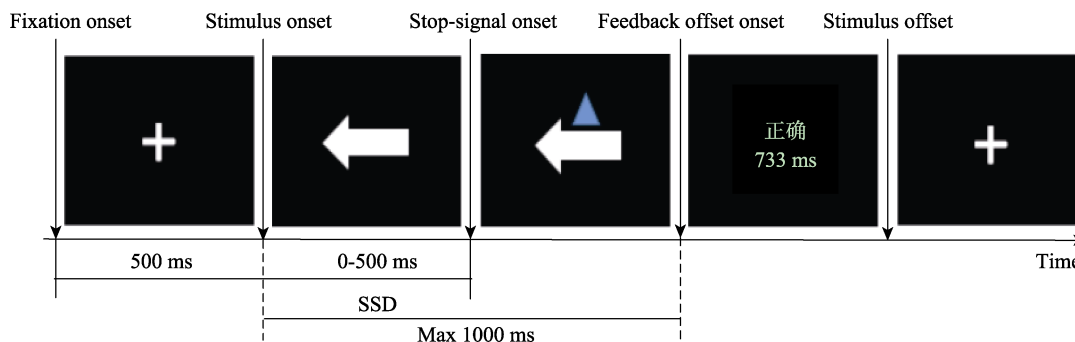 Fixation onset
Stimulus onset
Stop-signal onset
Feedback offset onset
Stimulus offset
正确
733 ms
500 ms
0-500 ms
Time
SSD
Max 1000 ms